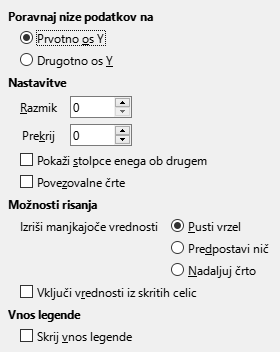 Poravnaj nize podatkov na
Prvotno os Y
Drugotno os Y
Nastavitve
Razmik 0
Prekrij 0
Pokaži stolpce enega ob drugem
Povezovalne črte
Možnosti risanja
Izriši manjkajoče vrednosti Pusti vrzel
Predpostavi nič
Nadaljuj črto
Vključi vrednosti iz skritih celic
Vnos legende
Skrij vnos legende